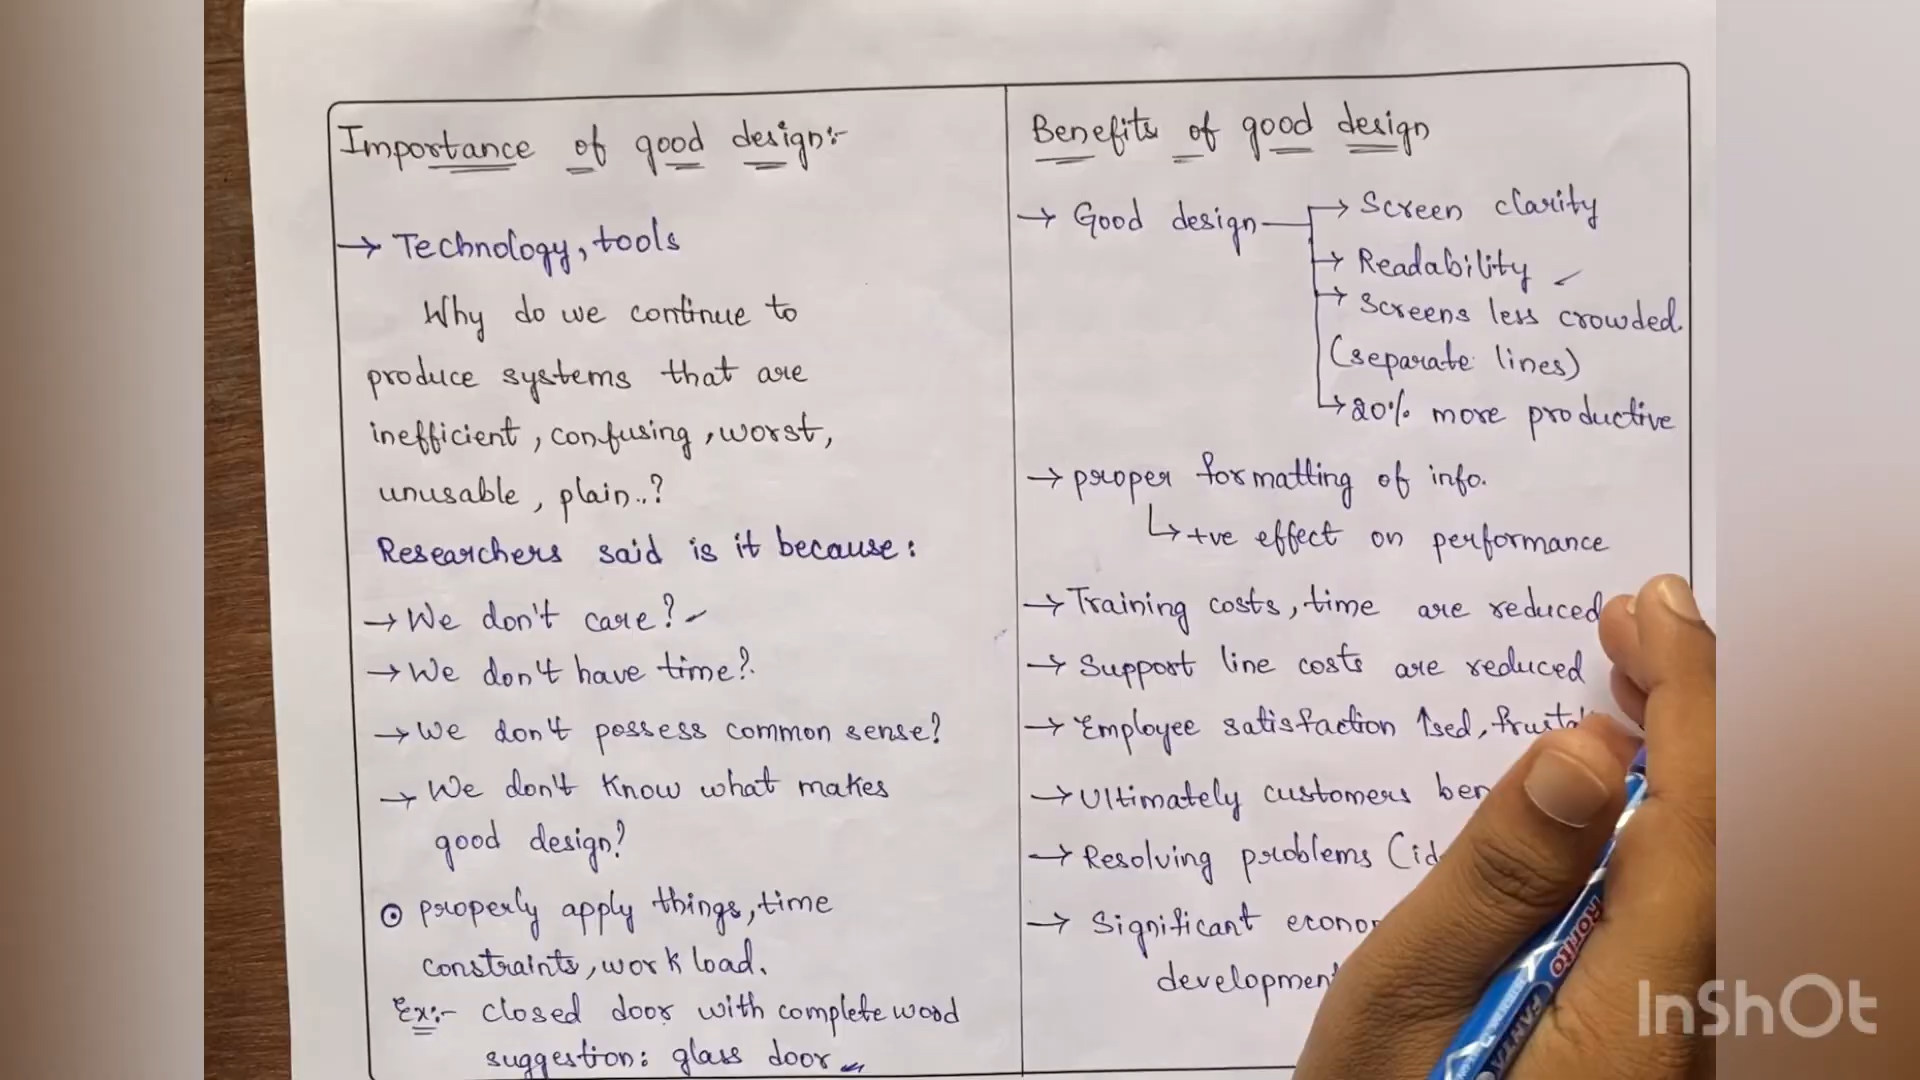 Importance of good design:-
→ Technology, tools
Why do we continue to
produce systems that are
inefficient, confusing, worst,
unusable, plain..?
Researchers said is it because:
→ We don't care?
→ We don't have time?
→ We don't possess common sense?
→ We don't know what makes
good design?
⊙ properly apply things, time
constraints, work load.
Ex:- closed door with complete wood
suggestion: glass door
Benefits of good design
→ Good design → Screen clarity
→ Readability
→ Screens less crowded.
(separate lines)
→ 20% more productive
→ proper formatting of info.
↳ +ve effect on performance
→ Training costs, time are reduced
→ Support line costs are reduced
→ Employee satisfaction ↑sed,
→ Ultimately customers
→ Resolving problems
→ Significant
Rorito
InShOt